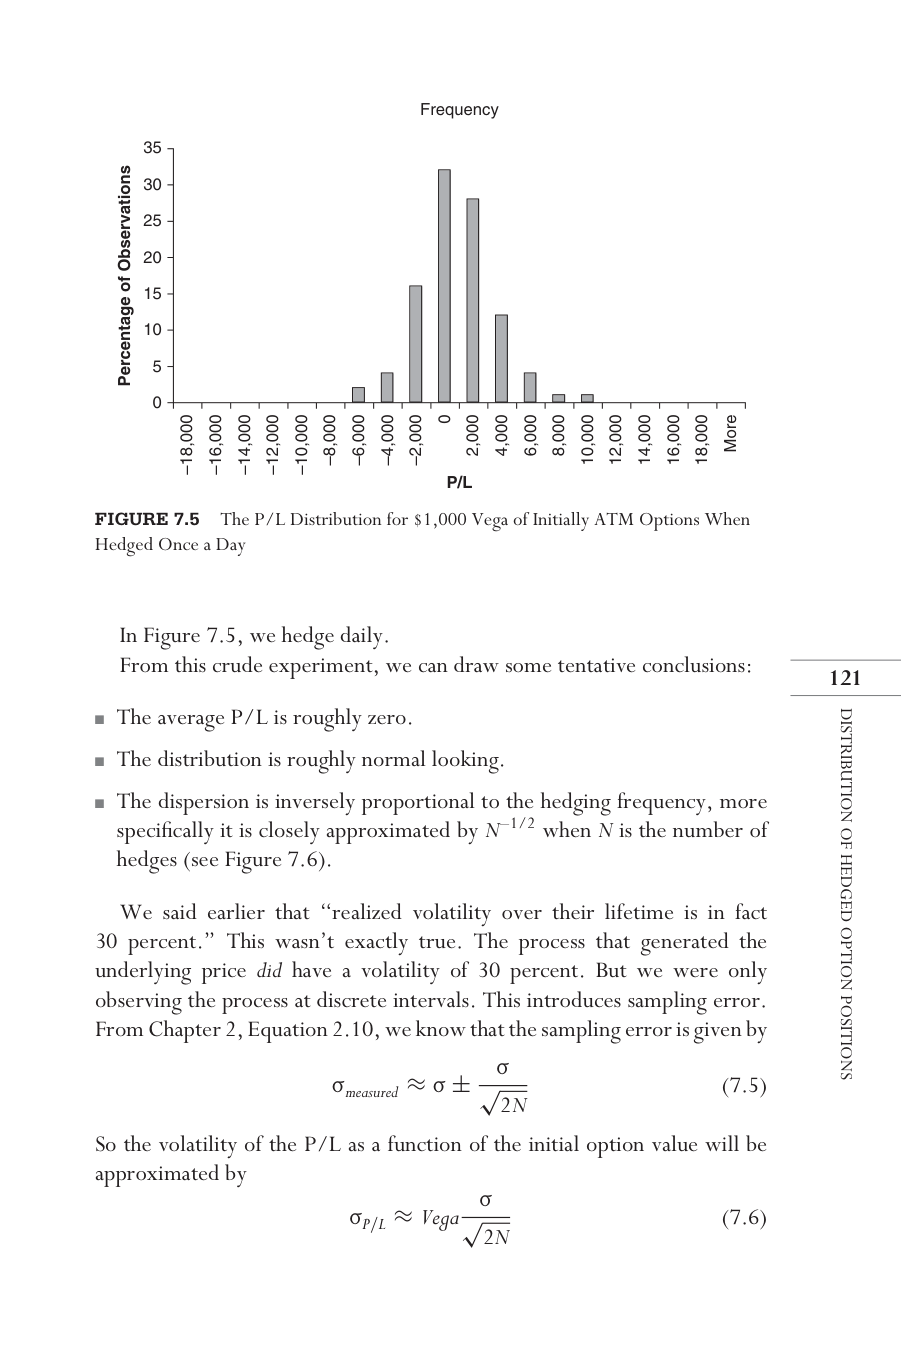 Frequency
Percentage of Observations
35
30
25
20
15
10
5
0
–18,000
–16,000
–14,000
–12,000
–10,000
–8,000
–6,000
–4,000
–2,000
0
2,000
4,000
6,000
8,000
10,000
12,000
14,000
16,000
18,000
More
P/L
FIGURE 7.5 The P/L Distribution for $1,000 Vega of Initially ATM Options When
Hedged Once a Day
In Figure 7.5, we hedge daily.
From this crude experiment, we can draw some tentative conclusions:
■ The average P/L is roughly zero.
■ The distribution is roughly normal looking.
■ The dispersion is inversely proportional to the hedging frequency, more
specifically it is closely approximated by N⁻¹/² when N is the number of
hedges (see Figure 7.6).
We said earlier that “realized volatility over their lifetime is in fact
30 percent.” This wasn’t exactly true. The process that generated the
underlying price did have a volatility of 30 percent. But we were only
observing the process at discrete intervals. This introduces sampling error.
From Chapter 2, Equation 2.10, we know that the sampling error is given by
σmeasured ≈ σ ± σ/√2N (7.5)
So the volatility of the P/L as a function of the initial option value will be
approximated by
σP/L ≈ Vega σ/√2N (7.6)
121
DISTRIBUTION OF HEDGED OPTION POSITIONS